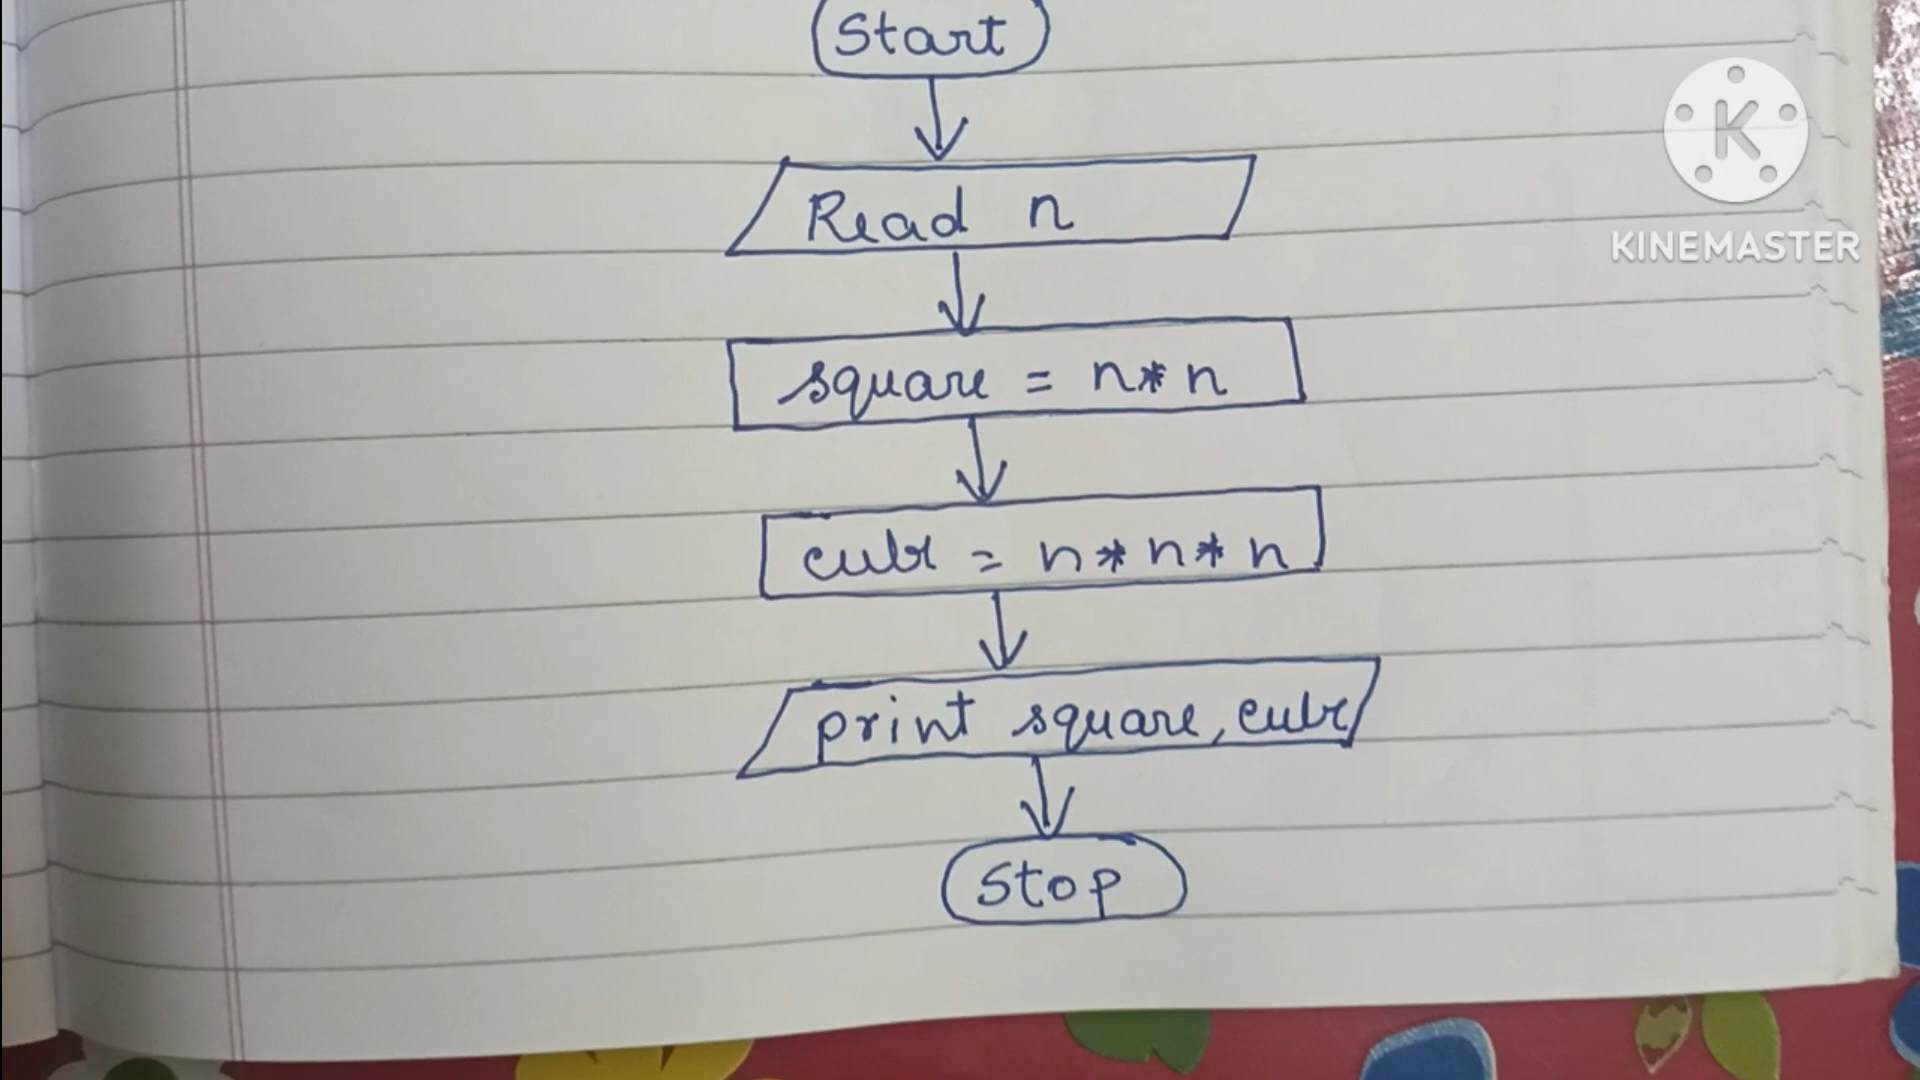 Start
Read n
square = n*n
cube = n*n*n
print square, cube
Stop
K
KINEMASTER